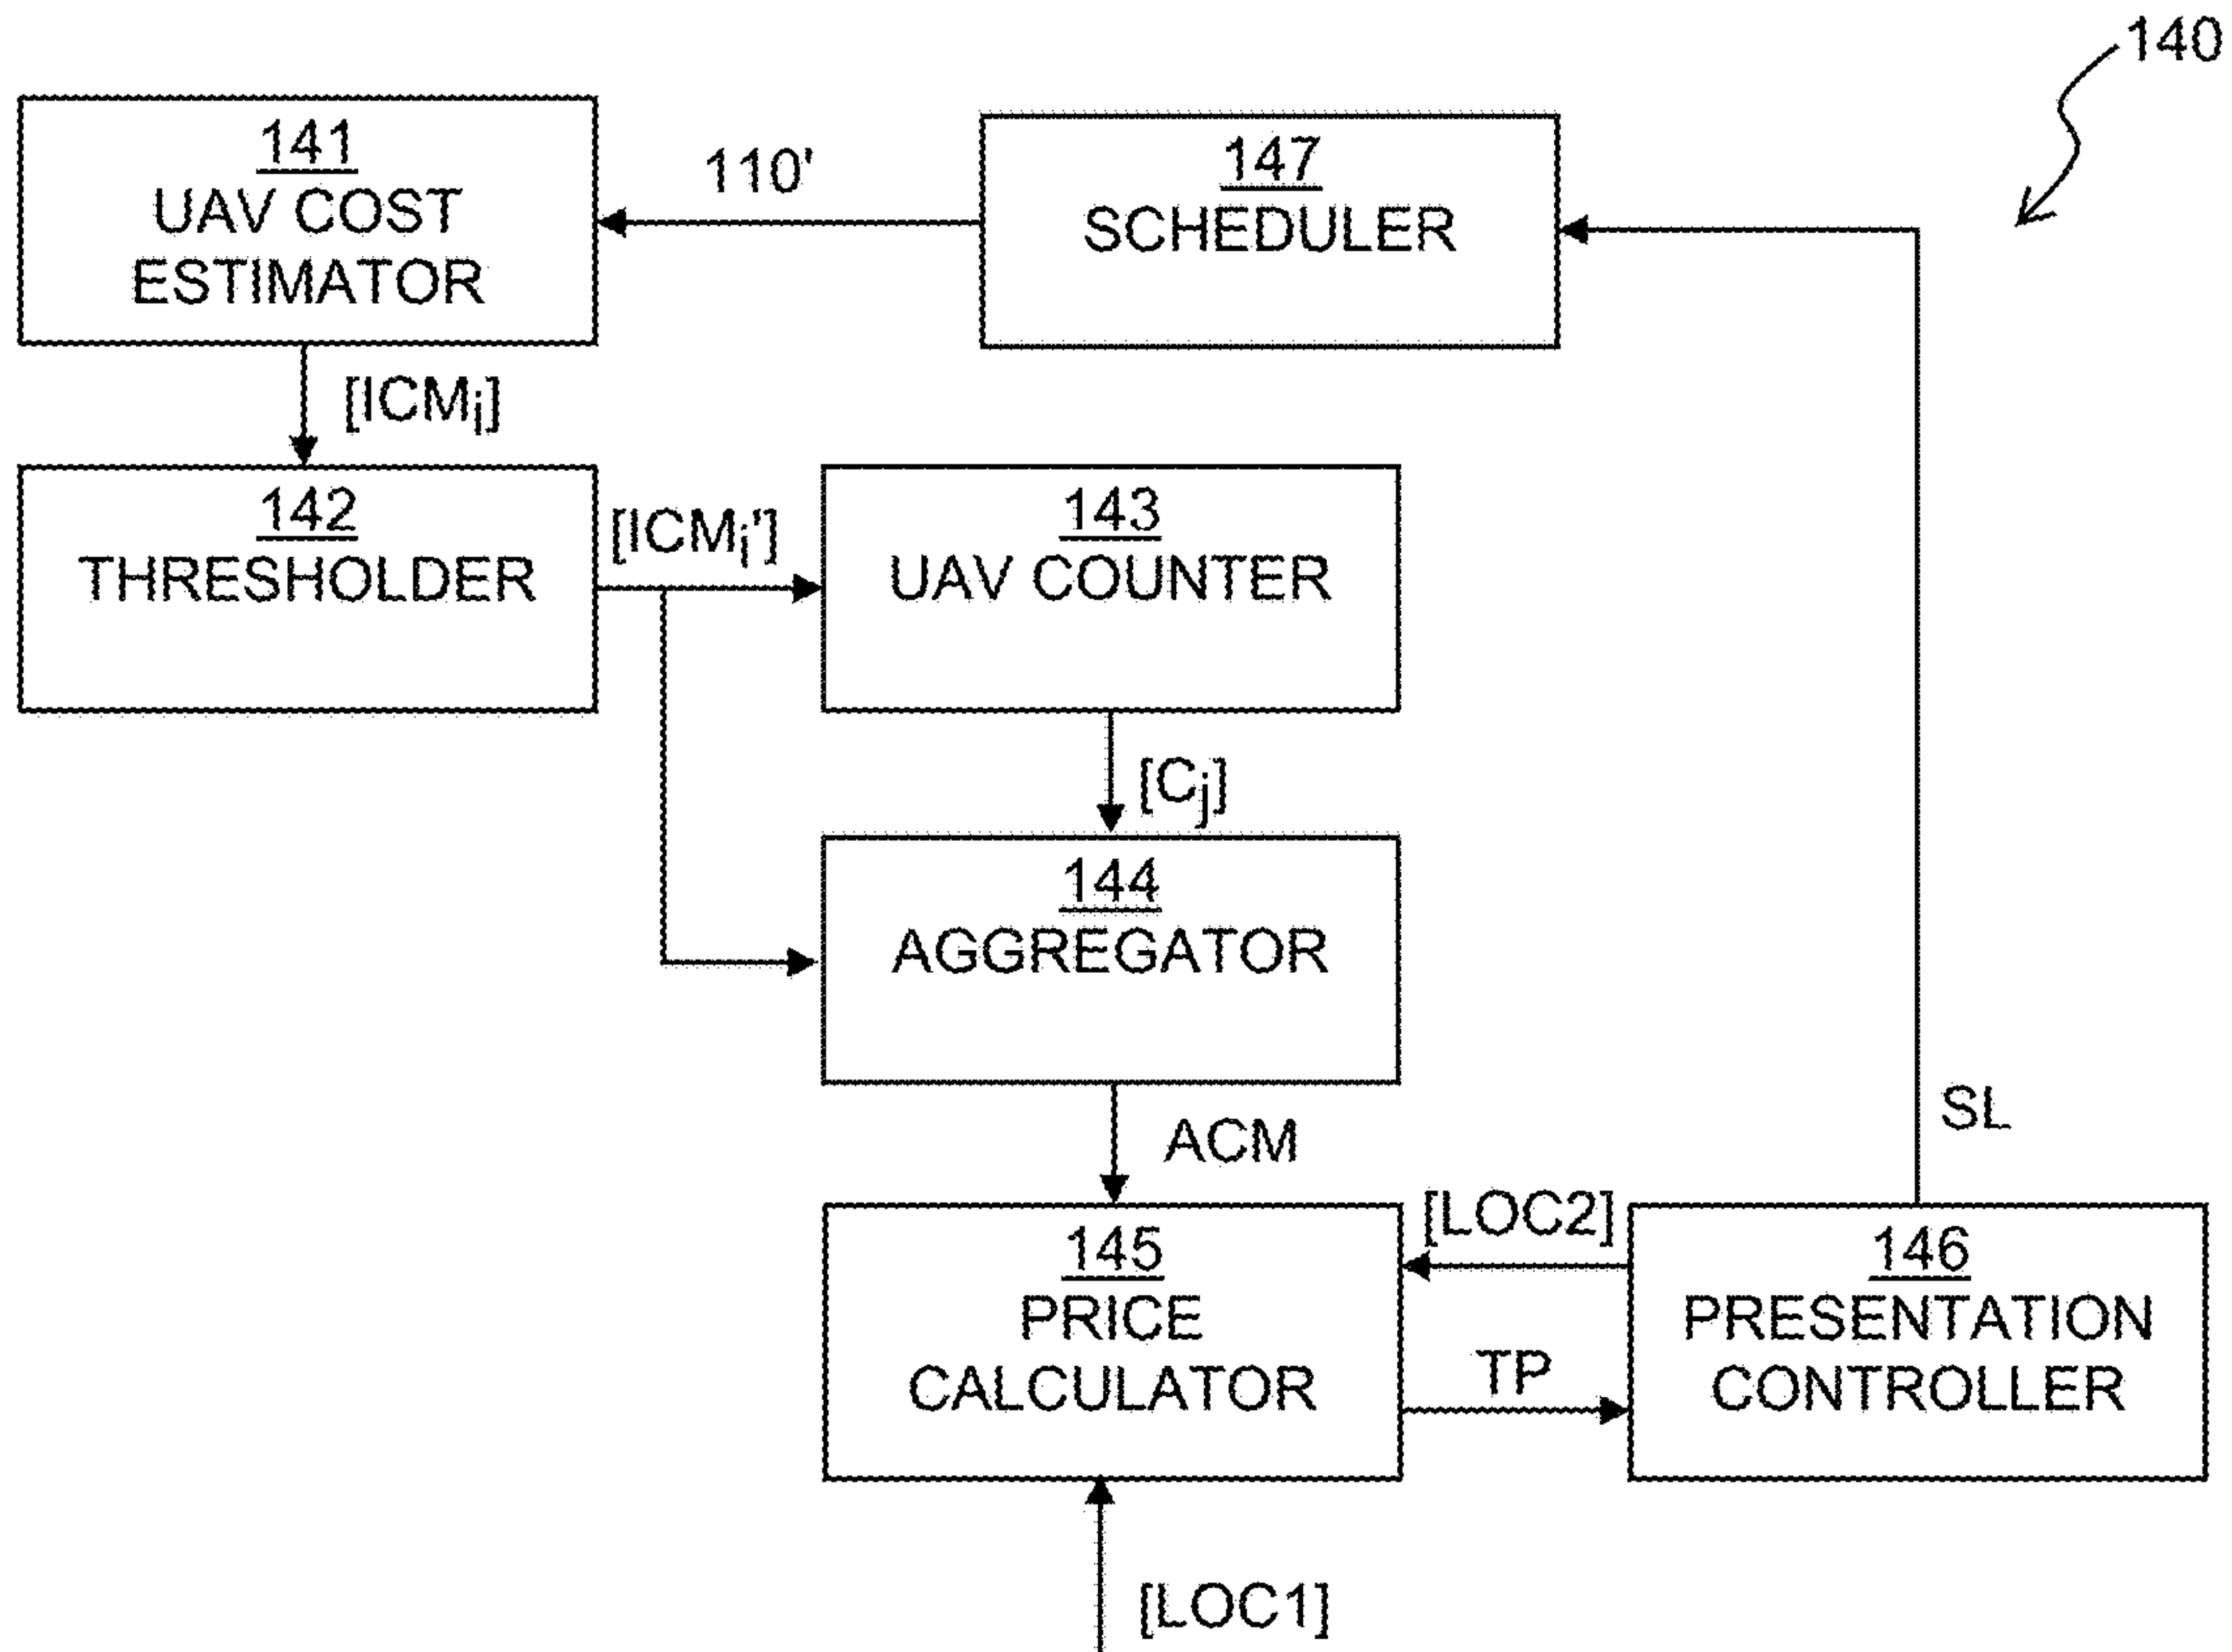 140
141
UAV COST
ESTIMATOR
110'
147
SCHEDULER
[ICMi]
142
THRESHOLDER
[ICMi']
143
UAV COUNTER
[Cj]
144
AGGREGATOR
ACM
SL
145
PRICE
CALCULATOR
[LOC2]
TP
146
PRESENTATION
CONTROLLER
[LOC1]